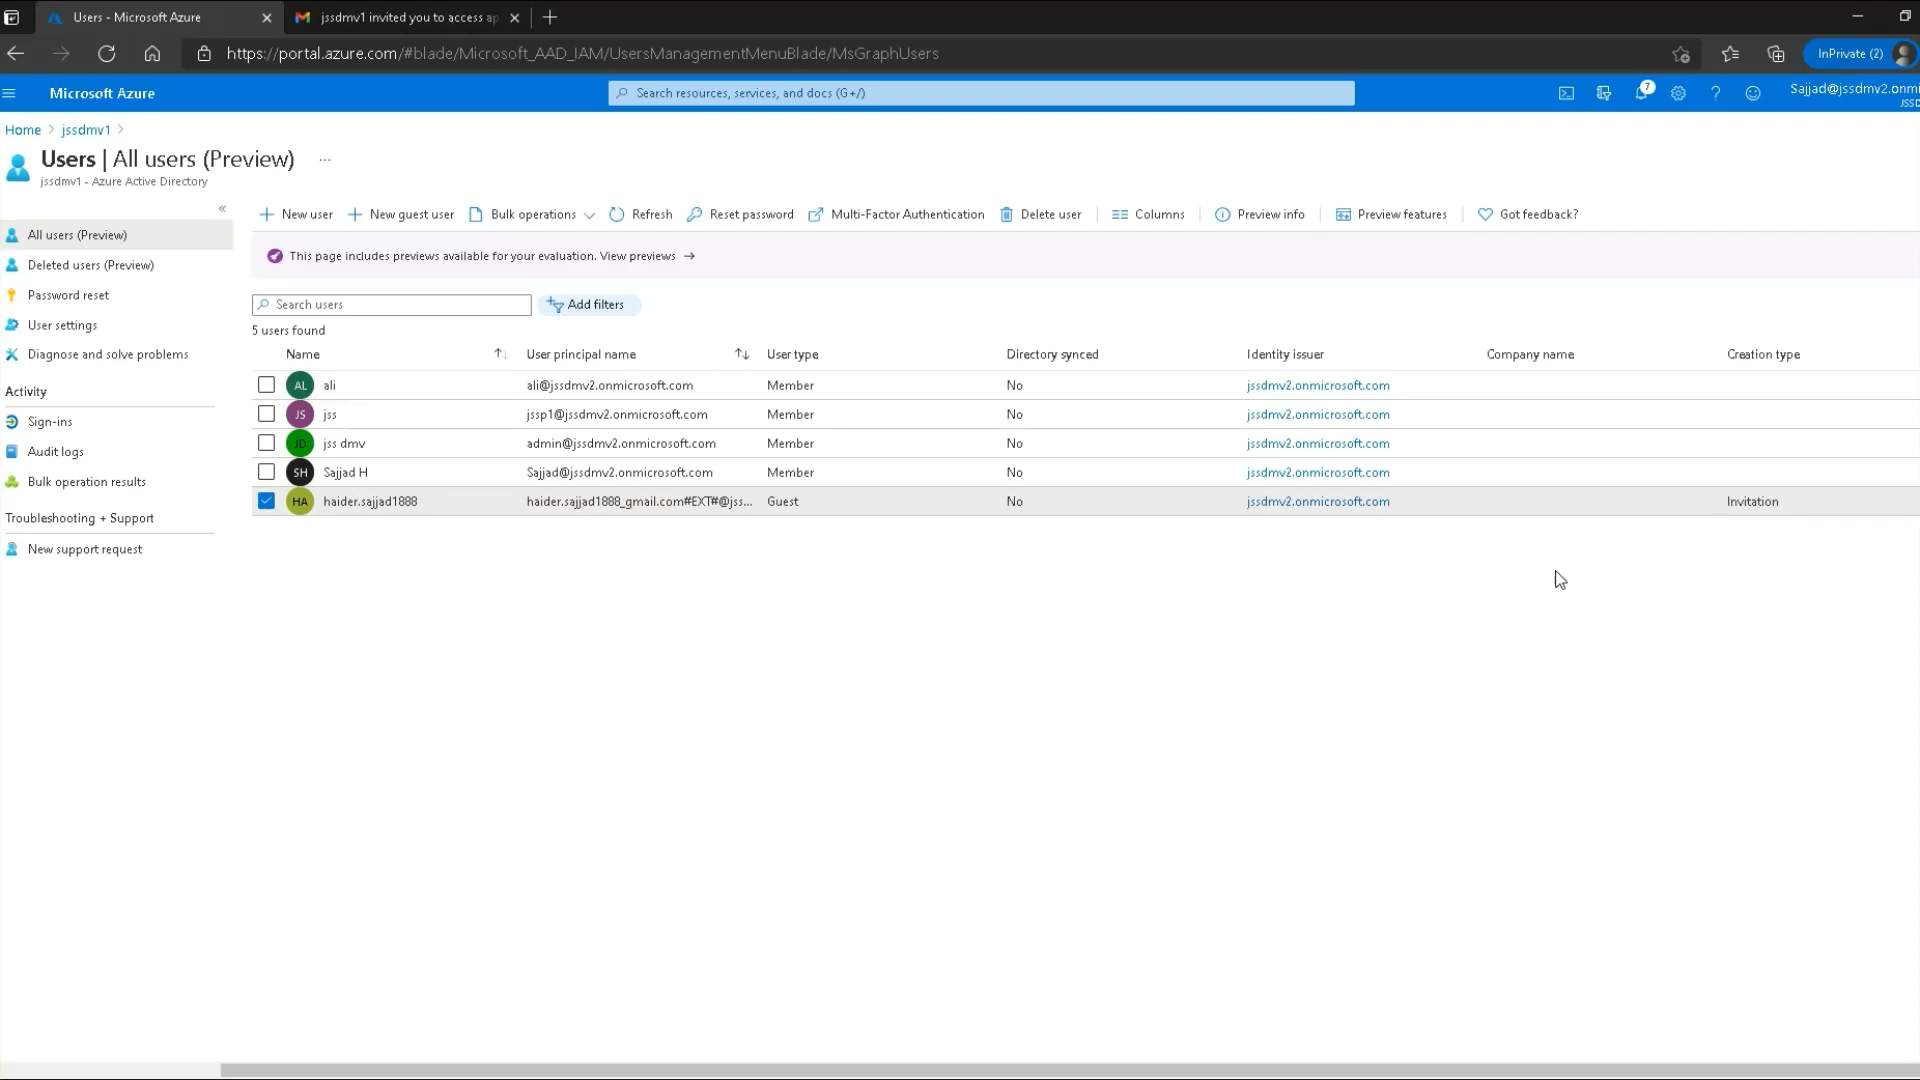 Users - Microsoft Azure
jssdmv1 invited you to access ap
https://portal.azure.com/#blade/Microsoft_AAD_IAM/UsersManagementMenuBlade/MsGraphUsers
InPrivate (2)
Microsoft Azure
Search resources, services, and docs (G+/)
7
Sajjad@jssdmv2.onmi
JSSD
Home > jssdmv1 >
Users | All users (Preview) ...
jssdmv1 - Azure Active Directory
«
New user
New guest user
Bulk operations
Refresh
Reset password
Multi-Factor Authentication
Delete user
Columns
Preview info
Preview features
Got feedback?
All users (Preview)
Deleted users (Preview)
Password reset
User settings
Diagnose and solve problems
Activity
Sign-ins
Audit logs
Bulk operation results
Troubleshooting + Support
New support request
This page includes previews available for your evaluation. View previews →
Search users
Add filters
5 users found
Name User principal name User type Directory synced Identity issuer Company name Creation type
AL ali ali@jssdmv2.onmicrosoft.com Member No jssdmv2.onmicrosoft.com
JS jss jssp1@jssdmv2.onmicrosoft.com Member No jssdmv2.onmicrosoft.com
JD jss dmv admin@jssdmv2.onmicrosoft.com Member No jssdmv2.onmicrosoft.com
SH Sajjad H Sajjad@jssdmv2.onmicrosoft.com Member No jssdmv2.onmicrosoft.com
HA haider.sajjad1888 haider.sajjad1888_gmail.com#EXT#@jss... Guest No jssdmv2.onmicrosoft.com Invitation